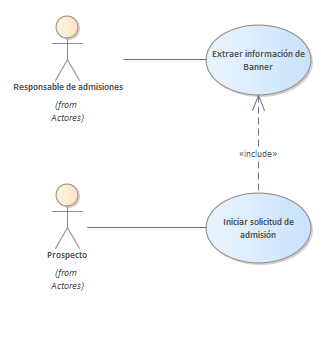 Extraer información de
Banner
Responsable de admisiones
(from
Actores)
«include»
Iniciar solicitud de
admisión
Prospecto
(from
Actores)